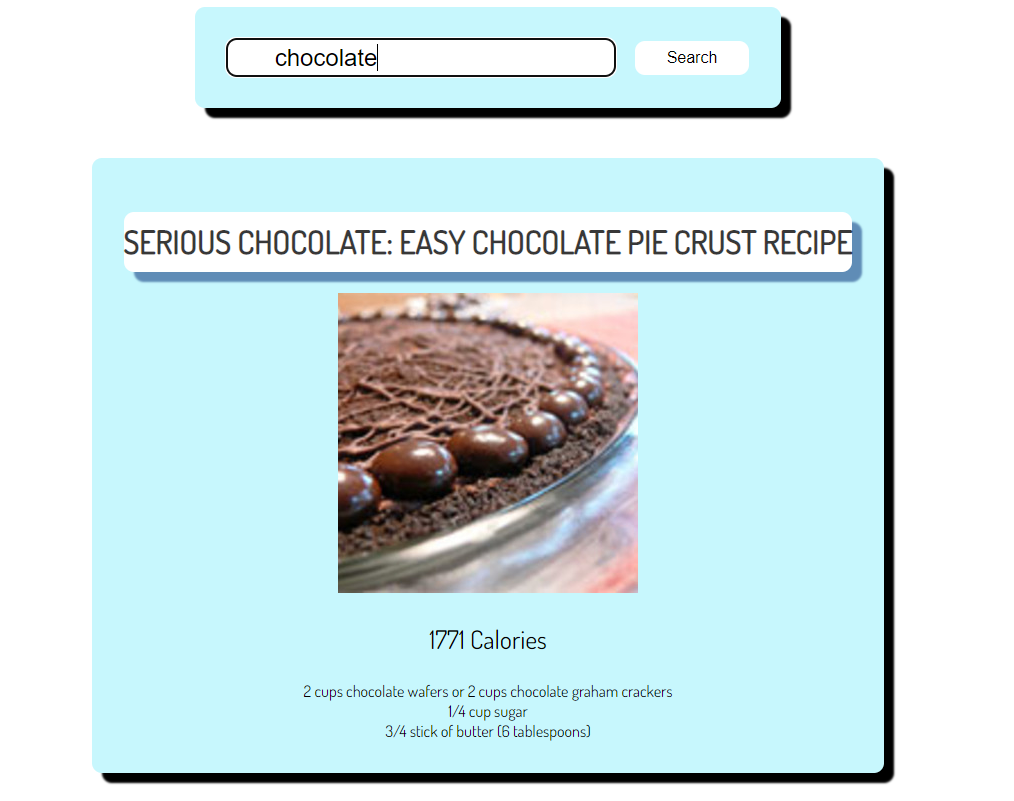 chocolate
Search
SERIOUS CHOCOLATE: EASY CHOCOLATE PIE CRUST RECIPE
1771 Calories
2 cups chocolate wafers or 2 cups chocolate graham crackers
1/4 cup sugar
3/4 stick of butter (6 tablespoons)